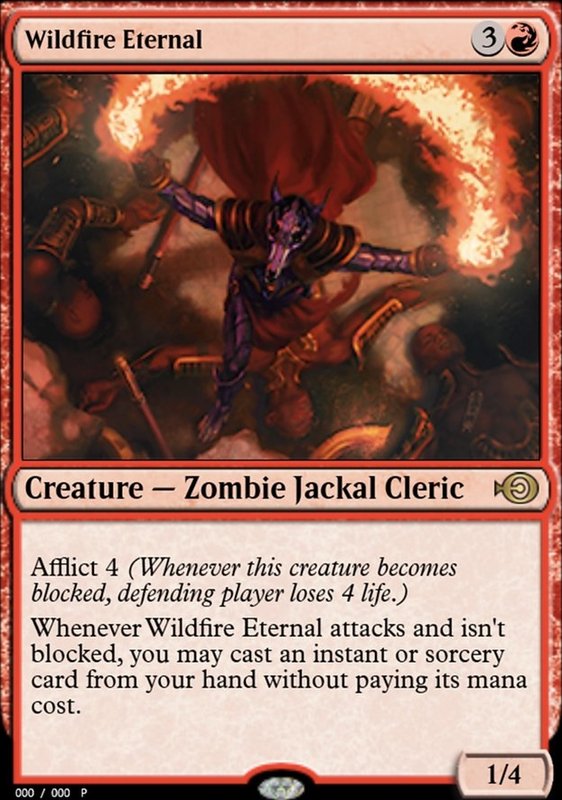 Wildfire Eternal 3
Creature — Zombie Jackal Cleric
Afflict 4 (Whenever this creature becomes
blocked, defending player loses 4 life.)
Whenever Wildfire Eternal attacks and isn't
blocked, you may cast an instant or sorcery
card from your hand without paying its mana
cost.
1/4
000 / 000 P